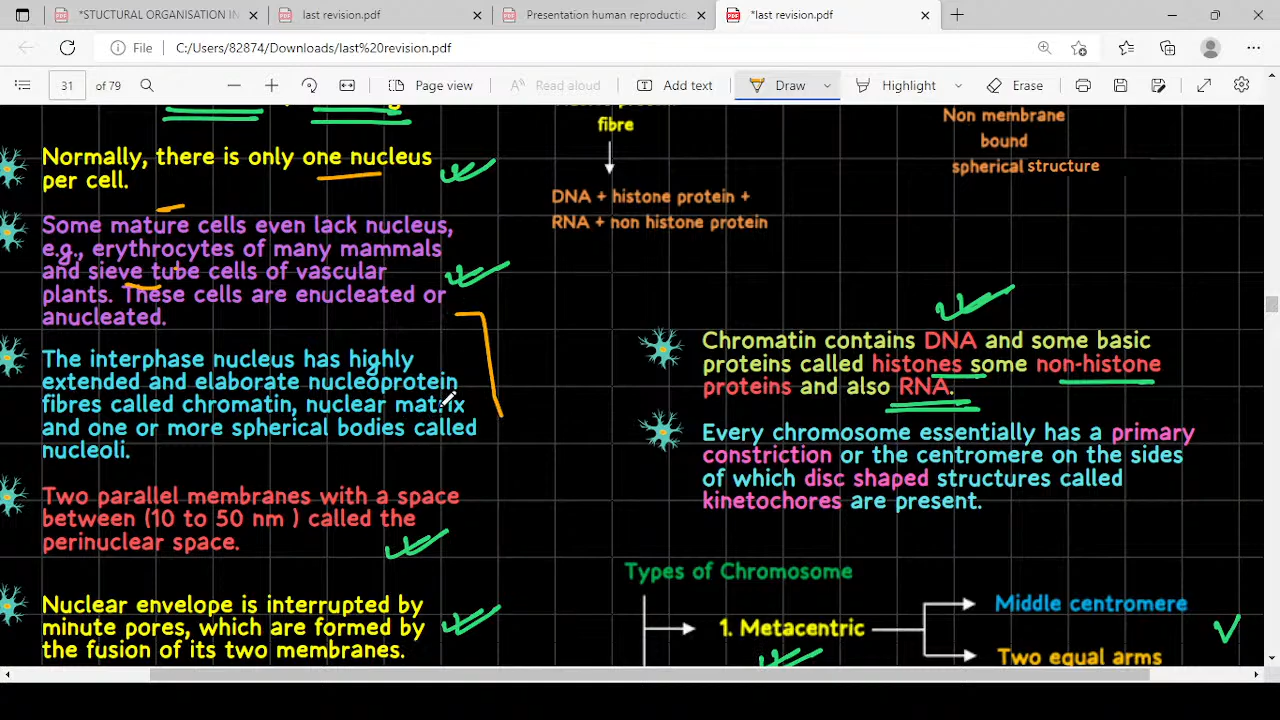 *STUCTURAL ORGANISATION IN
last revision.pdf
Presentation human reproductic
*last revision.pdf
File
C:/Users/82874/Downloads/last%20revision.pdf
31
of 79
Page view
Read aloud
Add text
Draw
Highlight
Erase
Normally, there is only one nucleus
per cell.
Some mature cells even lack nucleus,
e.g., erythrocytes of many mammals
and sieve tube cells of vascular
plants. These cells are enucleated or
anucleated.
The interphase nucleus has highly
extended and elaborate nucleoprotein
fibres called chromatin, nuclear matrix
and one or more spherical bodies called
nucleoli.
Two parallel membranes with a space
between (10 to 50 nm ) called the
perinuclear space.
Nuclear envelope is interrupted by
minute pores, which are formed by
the fusion of its two membranes.
fibre
DNA + histone protein +
RNA + non histone protein
Non membrane
bound
spherical structure
Chromatin contains DNA and some basic
proteins called histones some non-histone
proteins and also RNA.
Every chromosome essentially has a primary
constriction or the centromere on the sides
of which disc shaped structures called
kinetochores are present.
Types of Chromosome
1. Metacentric
Middle centromere
Two equal arms